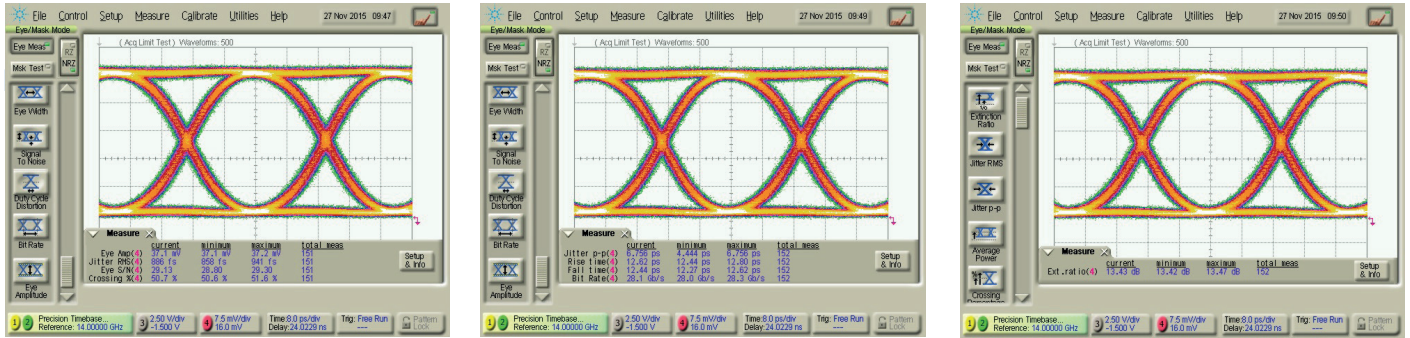 File Control Setup Measure Calibrate Utilities Help 27 Nov 2015 09:47
Eye/Mask Mode
Eye Meas
RZ
NRZ
Msk Test
( Acq Limit Test ) Waveforms: 500
Eye Width
Signal
To Noise
Duty Cycle
Distortion
Bit Rate
Eye
Amplitude
Measure
current minimum maximum total meas
Eye Amp(4) 37.1 mV 37.1 mV 37.2 mV 151
Jitter RMS(4) 886 fs 858 fs 941 fs 151
Eye S/N(4) 29.13 28.80 29.30 151
Crossing %(4) 50.7 % 50.6 % 51.6 % 151
Setup
& Info
1 2 Precision Timebase...
Reference: 14.00000 GHz
3 2.50 V/div
-1.500 V
4 7.5 mV/div
16.0 mV
Time:8.0 ps/div
Delay:24.0229 ns
Trig: Free Run
---
Pattern
Lock
File Control Setup Measure Calibrate Utilities Help 27 Nov 2015 09:49
Eye/Mask Mode
Eye Meas
RZ
NRZ
Msk Test
( Acq Limit Test ) Waveforms: 500
Eye Width
Signal
To Noise
Duty Cycle
Distortion
Bit Rate
Eye
Amplitude
Measure
current minimum maximum total meas
Jitter p-p(4) 6.756 ps 4.444 ps 6.756 ps 152
Rise time(4) 12.62 ps 12.44 ps 12.80 ps 152
Fall time(4) 12.44 ps 12.27 ps 12.62 ps 152
Bit Rate(4) 28.1 Gb/s 28.0 Gb/s 28.3 Gb/s 152
Setup
& Info
1 2 Precision Timebase...
Reference: 14.00000 GHz
3 2.50 V/div
-1.500 V
4 7.5 mV/div
16.0 mV
Time:8.0 ps/div
Delay:24.0229 ns
Trig: Free Run
---
Pattern
Lock
File Control Setup Measure Calibrate Utilities Help 27 Nov 2015 09:50
Eye/Mask Mode
Eye Meas
RZ
NRZ
Msk Test
( Acq Limit Test ) Waveforms: 500
Extinction
Ratio
Jitter RMS
Jitter p-p
Average
Power
Crossing
Measure
current minimum maximum total meas
Ext.ratio(4) 13.43 dB 13.42 dB 13.47 dB 152
Setup
& Info
1 2 Precision Timebase...
Reference: 14.00000 GHz
3 2.50 V/div
-1.500 V
4 7.5 mV/div
16.0 mV
Time:8.0 ps/div
Delay:24.0229 ns
Trig: Free Run
---
Pattern
Lock